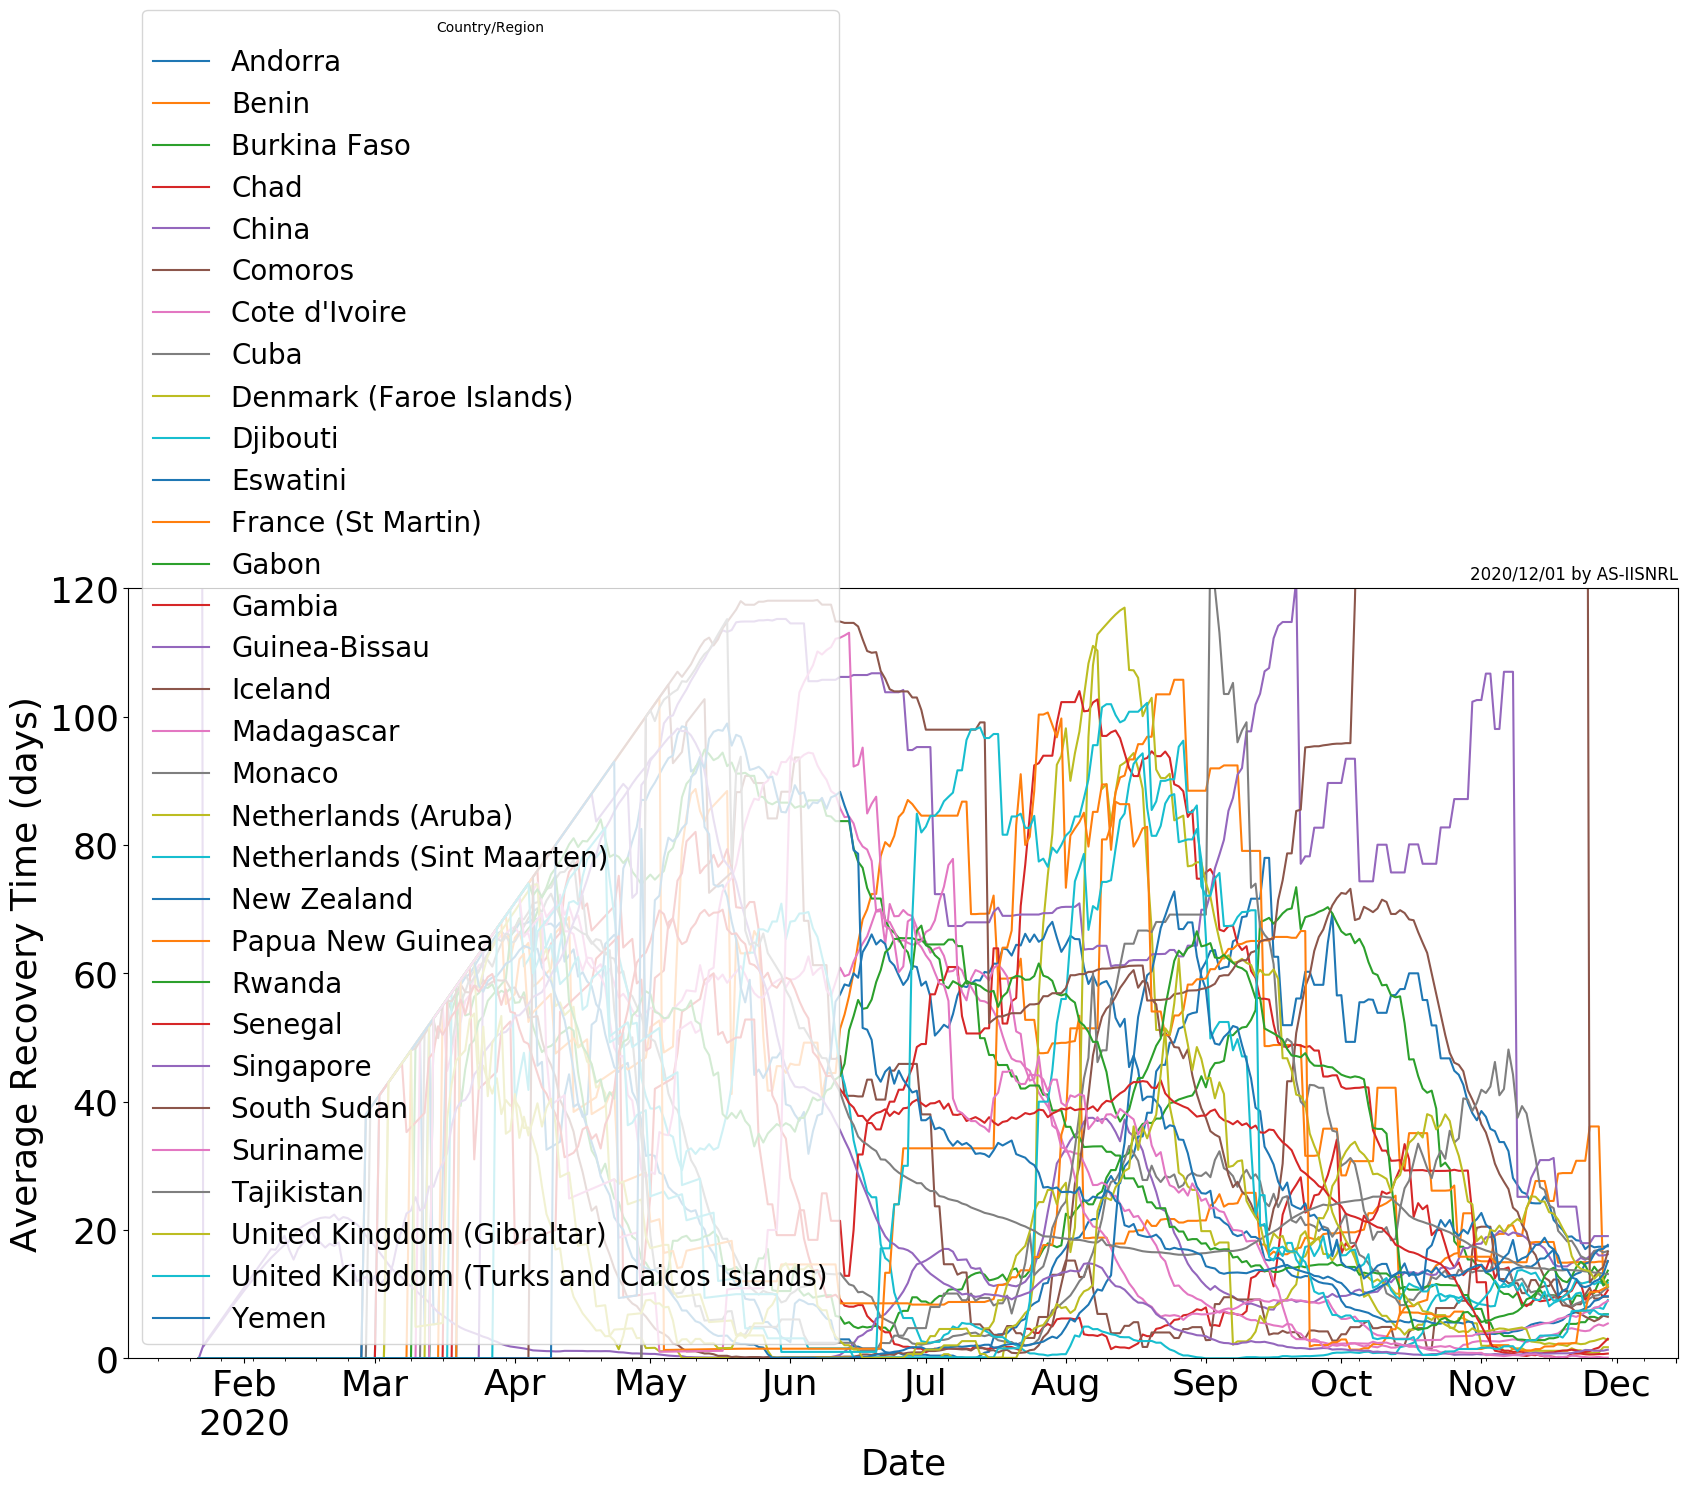 Country/Region
Andorra
Benin
Burkina Faso
Chad
China
Comoros
Cote d'Ivoire
Cuba
Denmark (Faroe Islands)
Djibouti
Eswatini
France (St Martin)
Gabon
Gambia
Guinea-Bissau
Iceland
Madagascar
Monaco
Netherlands (Aruba)
Netherlands (Sint Maarten)
New Zealand
Papua New Guinea
Rwanda
Senegal
Singapore
South Sudan
Suriname
Tajikistan
United Kingdom (Gibraltar)
United Kingdom (Turks and Caicos Islands)
Yemen
2020/12/01 by AS-IISNRL
Average Recovery Time (days)
120
100
80
60
40
20
0
Feb Mar Apr May Jun Jul Aug Sep Oct Nov Dec
2020
Date